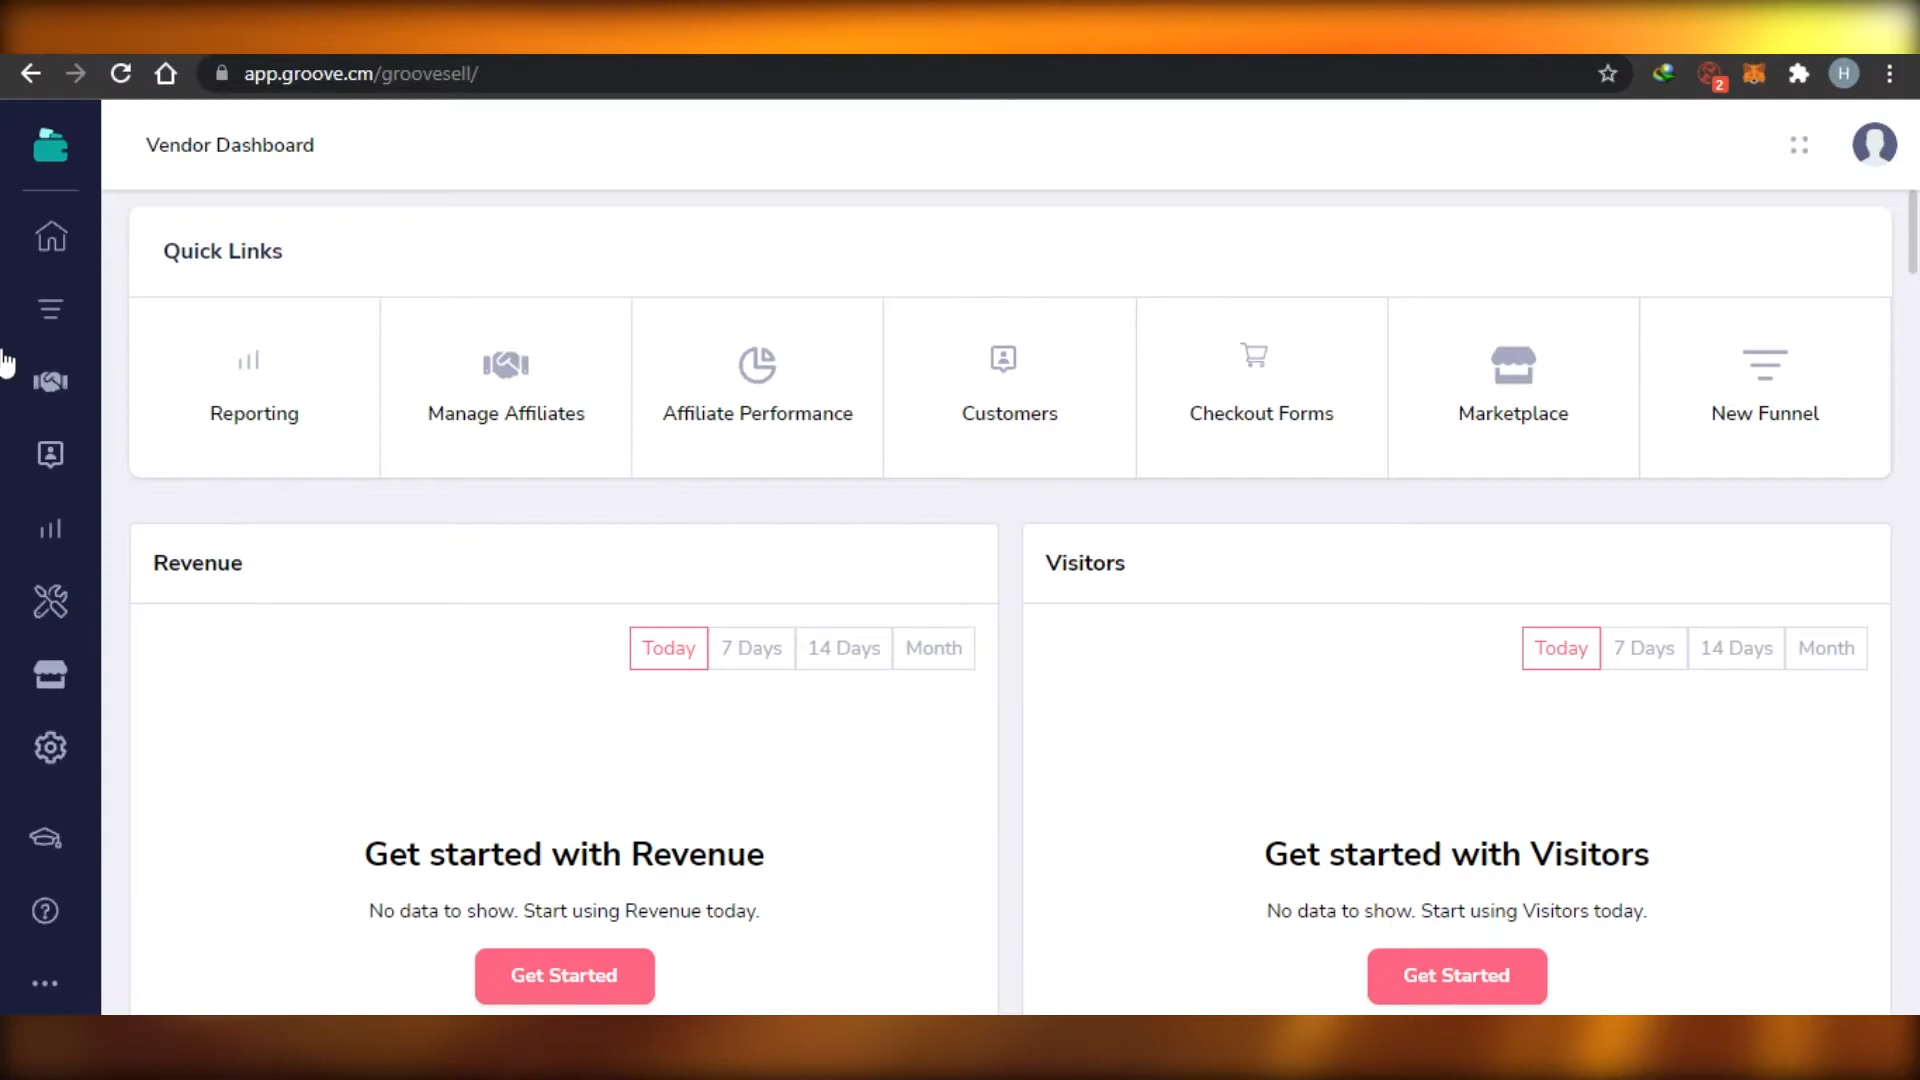 app.groove.cm/groovesell/
2
H
Vendor Dashboard
Quick Links
Reporting
Manage Affiliates
Affiliate Performance
Customers
Checkout Forms
Marketplace
New Funnel
Revenue
Visitors
Today 7 Days 14 Days Month
Today 7 Days 14 Days Month
Get started with Revenue
No data to show. Start using Revenue today.
Get Started
Get started with Visitors
No data to show. Start using Visitors today.
Get Started